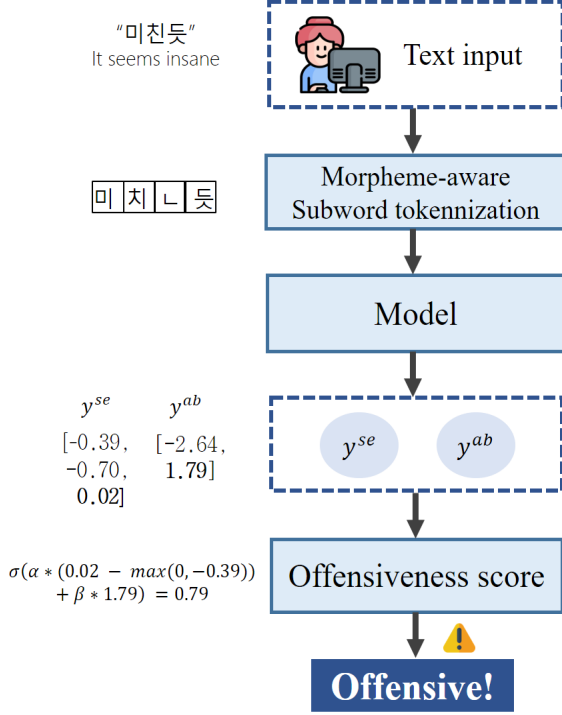 “미친듯”
It seems insane
Text input
미 치 ㄴ 듯
Morpheme-aware
Subword tokennization
Model
y^{se} y^{ab}
[-0.39, [-2.64,
-0.70, 1.79]
0.02]
y^{se} y^{ab}
σ(α ∗ (0.02 − max(0, −0.39))
+ β ∗ 1.79) = 0.79
Offensiveness score
Offensive!